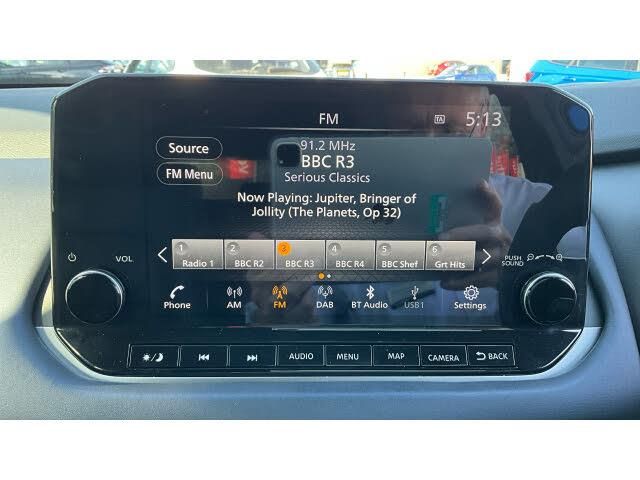 FM
TA
5:13
Source
FM Menu
91.2 MHz
BBC R3
Serious Classics
Now Playing: Jupiter, Bringer of
Jollity (The Planets, Op 32)
1 2 3 4 5 6
Radio 1 BBC R2 BBC R3 BBC R4 BBC Shef Grt Hits
VOL
PUSH
SOUND
Phone AM FM DAB BT Audio USB1 Settings
AUDIO MENU MAP CAMERA BACK